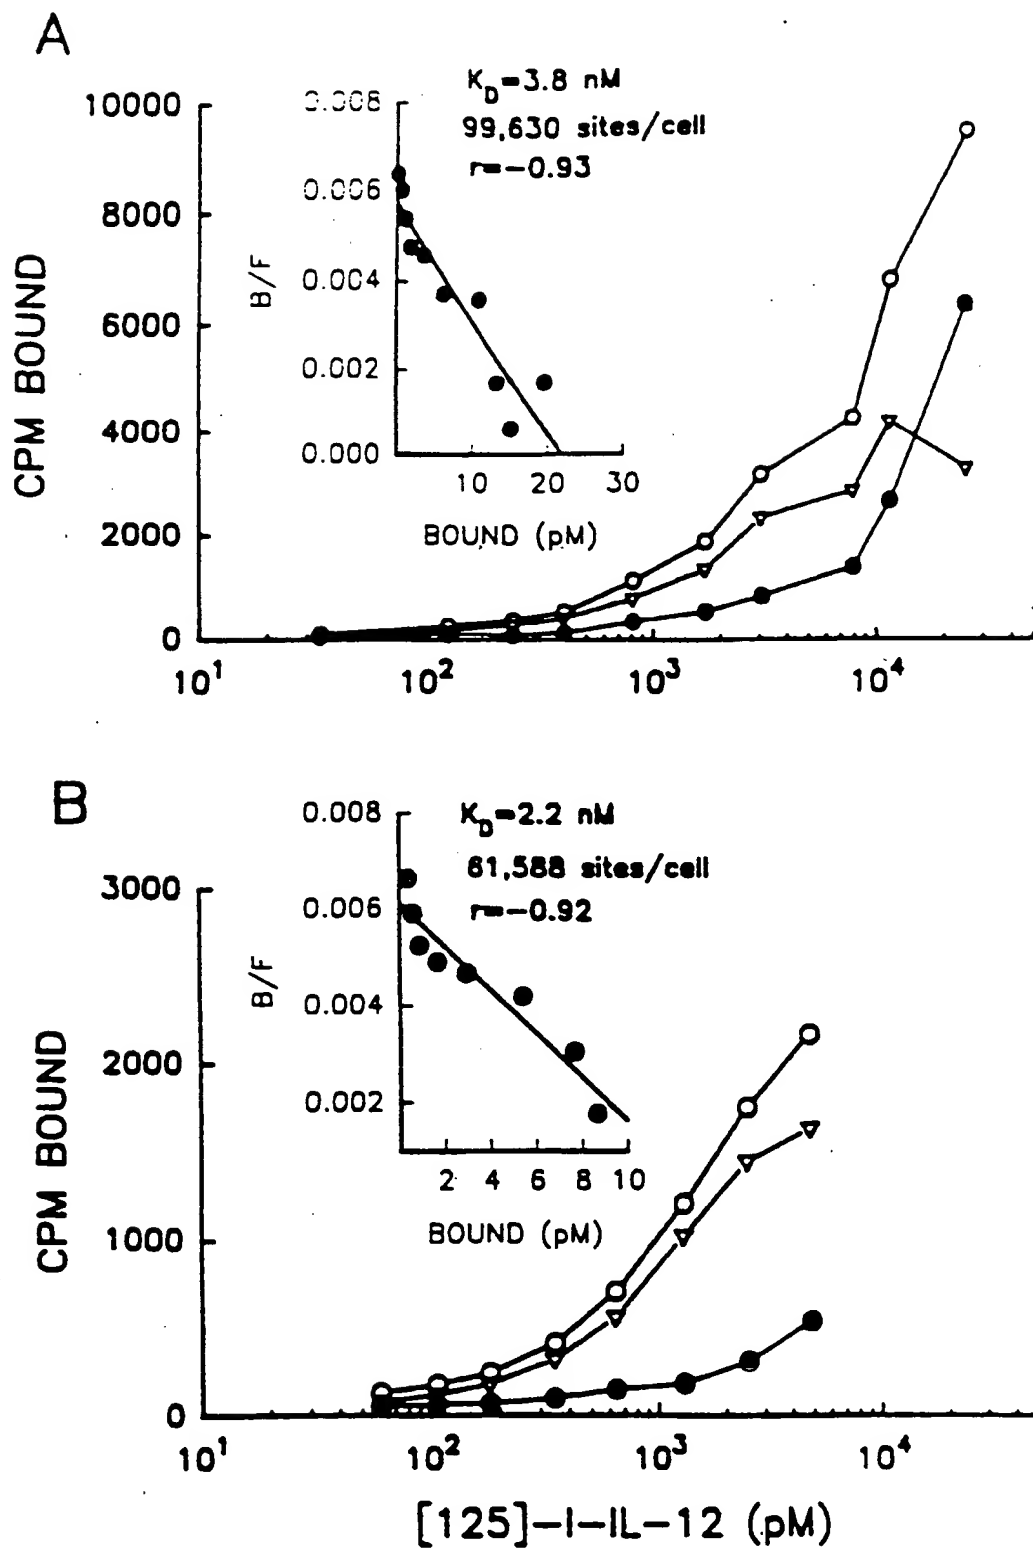 A
K_D=3.8 nM
99,630 sites/cell
r=-0.93
10000
8000
6000
4000
2000
0
CPM BOUND
0.008
0.006
0.004
0.002
0.000
B/F
10 20 30
BOUND (pM)
10^1 10^2 10^3 10^4
B
K_D=2.2 nM
61,588 sites/cell
r=-0.92
3000
2000
1000
0
CPM BOUND
0.008
0.006
0.004
0.002
B/F
2 4 6 8 10
BOUND (pM)
10^1 10^2 10^3 10^4
[125]-I-IL-12 (pM)